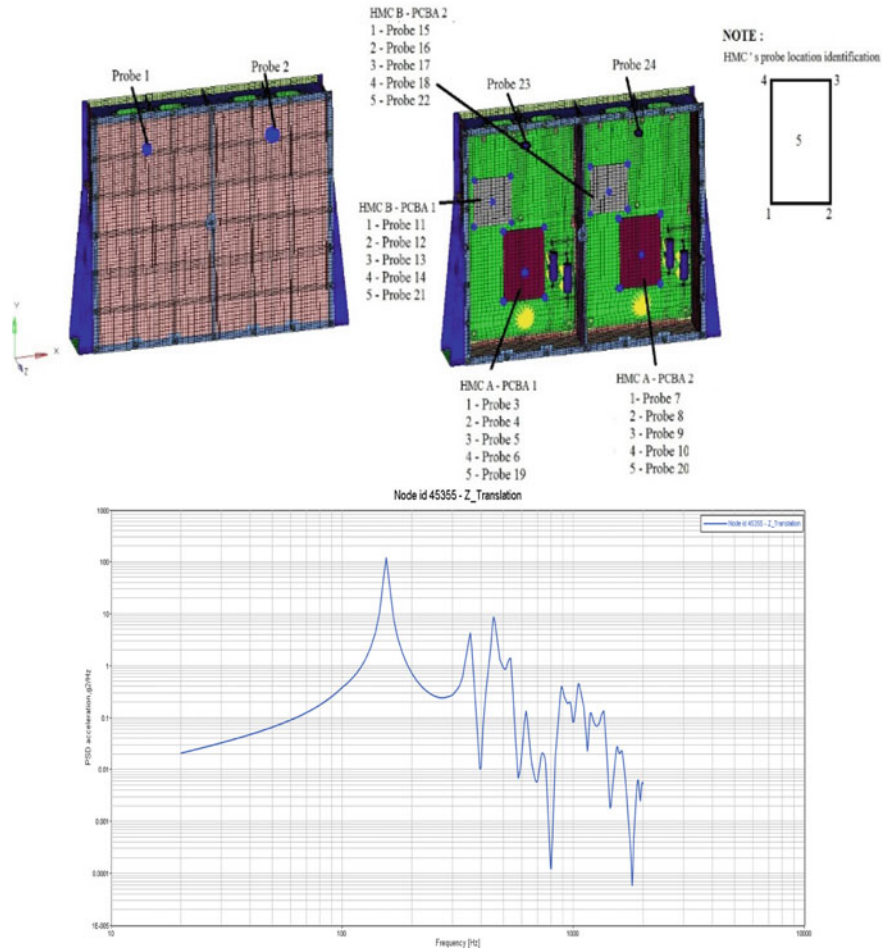 HMC B - PCBA 2
1 - Probe 15
2 - Probe 16
3 - Probe 17
4 - Probe 18
5 - Probe 22
NOTE :
HMC ' s probe location identification
4
3
5
1
2
Probe 1
Probe 2
Probe 23
Probe 24
HMC B - PCBA 1
1 - Probe 11
2 - Probe 12
3 - Probe 13
4 - Probe 14
5 - Probe 21
Y
X
Z
HMC A - PCBA 1
1 - Probe 3
2 - Probe 4
3 - Probe 5
4 - Probe 6
5 - Probe 19
HMC A - PCBA 2
1- Probe 7
2 - Probe 8
3 - Probe 9
4 - Probe 10
5 - Probe 20
Node id 45355 - Z_Translation
Node id 45355 - Z_Translation
PSD acceleration,g2/Hz
1000
100
10
1
0.1
0.01
0.001
0.0001
1E-005
10
100
1000
10000
Frequency [Hz]